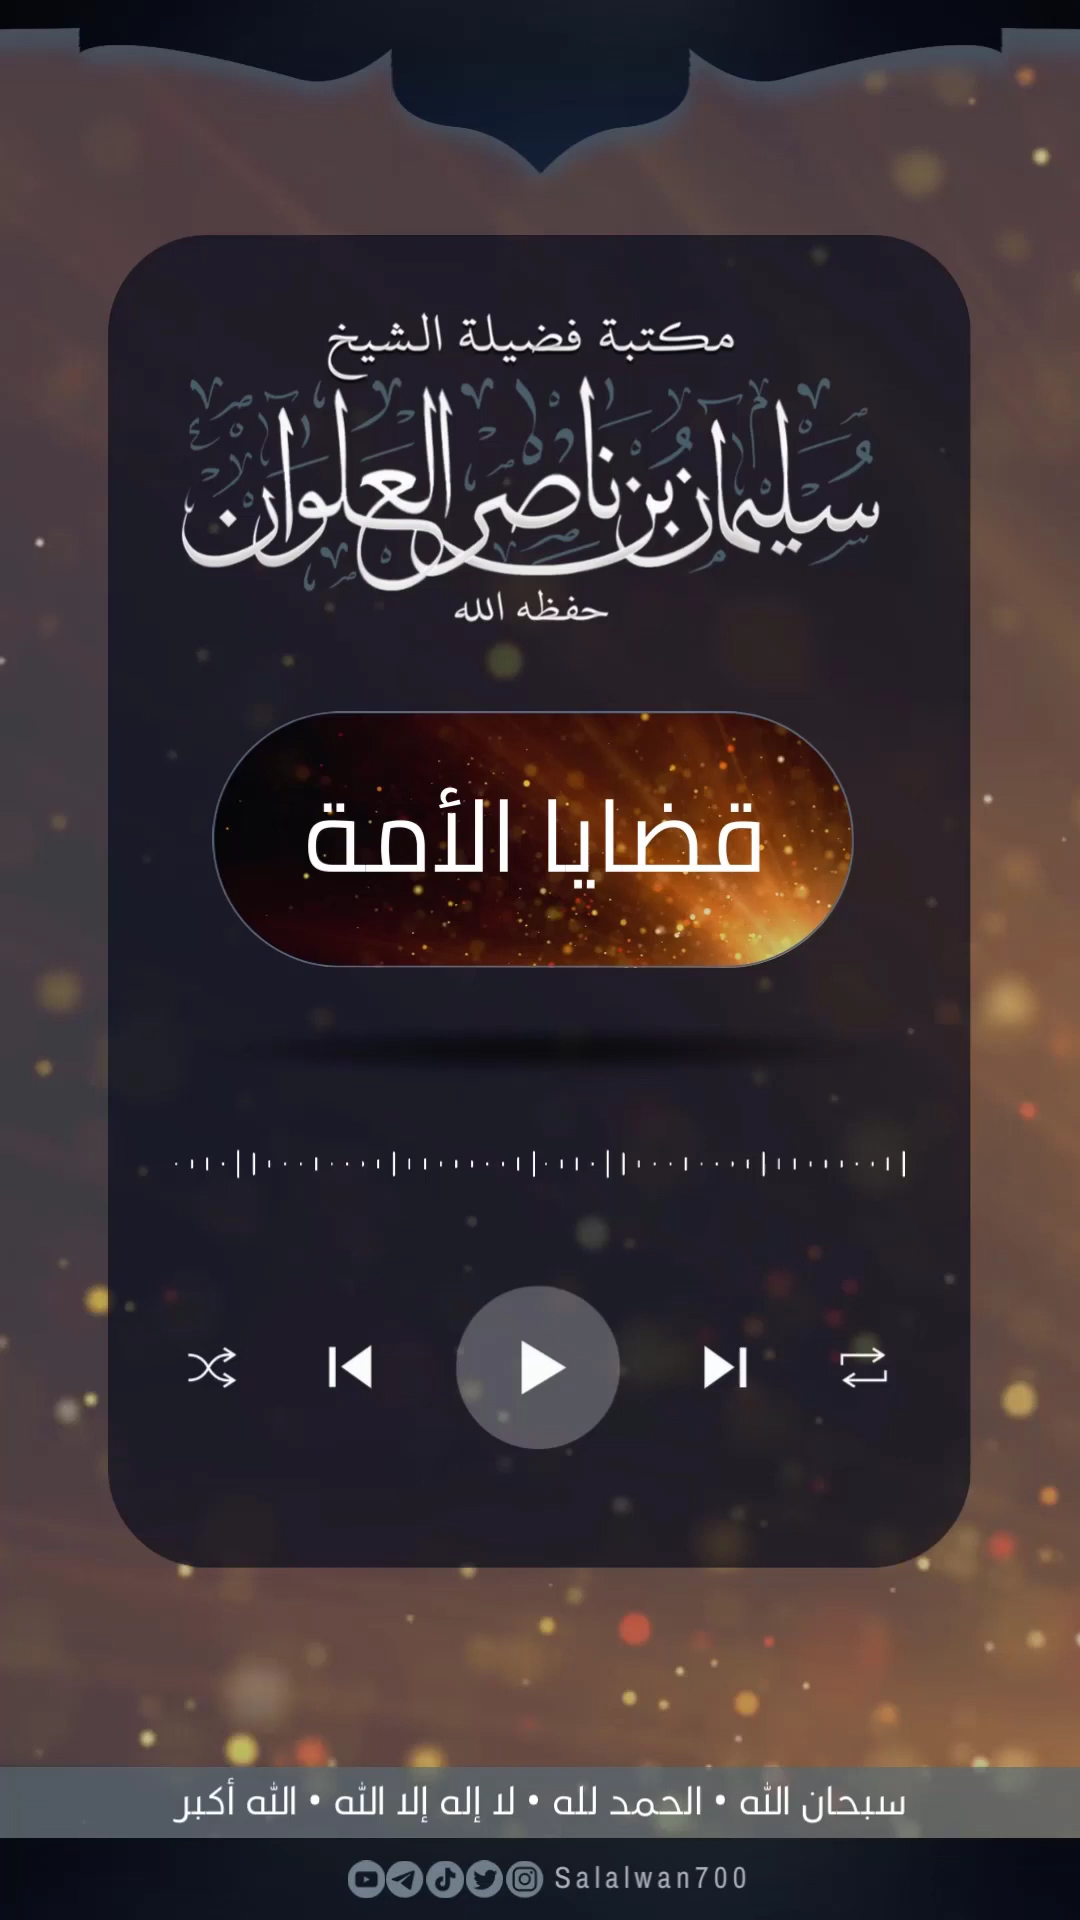 مكتبة فضيلة الشيخ
سليمان بن ناصر العلوان
حفظه الله
قضايا الأمة
سبحان الله • الحمد لله • لا إله إلا الله • الله أكبر
Salalwan700